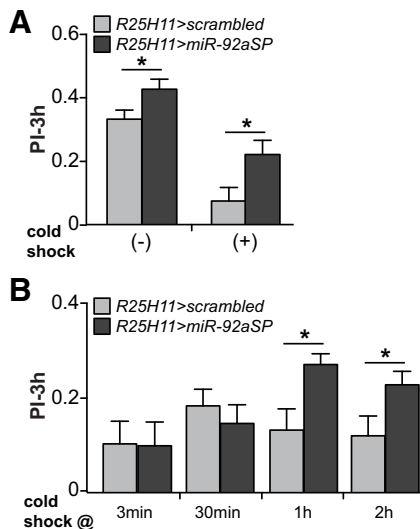 A
0.6
R25H11>scrambled
R25H11>miR-92aSP
*
0.4
*
PI-3h
0.2
0
cold
shock
(-)
(+)
B
0.4
R25H11>scrambled
R25H11>miR-92aSP
*
*
PI-3h
0.2
0
cold
shock @
3min
30min
1h
2h